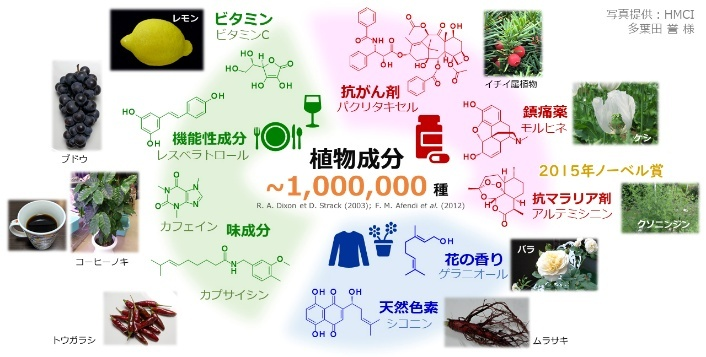 写真提供：HMCI
多葉田 誉 様
レモン
ビタミン
ビタミンC
抗がん剤
パクリタキセル
イチイ属植物
ブドウ
機能性成分
レスベラトロール
植物成分
~1,000,000 種
R. A. Dixon et D. Strack (2003); F. M. Afendi et al. (2012)
鎮痛薬
モルヒネ
ケシ
2015年ノーベル賞
抗マラリア剤
アルテミシニン
クソニンジン
カフェイン
コーヒーノキ
味成分
カプサイシン
トウガラシ
花の香り
ゲラニオール
バラ
天然色素
シコニン
ムラサキ